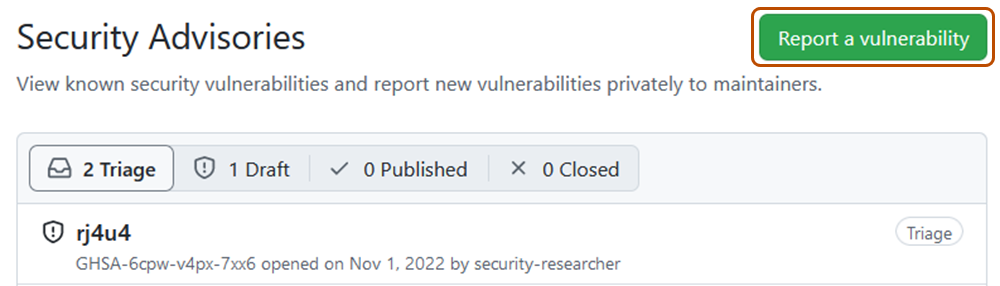 Security Advisories
Report a vulnerability
View known security vulnerabilities and report new vulnerabilities privately to maintainers.
2 Triage 1 Draft 0 Published 0 Closed
rj4u4
Triage
GHSA-6cpw-v4px-7xx6 opened on Nov 1, 2022 by security-researcher